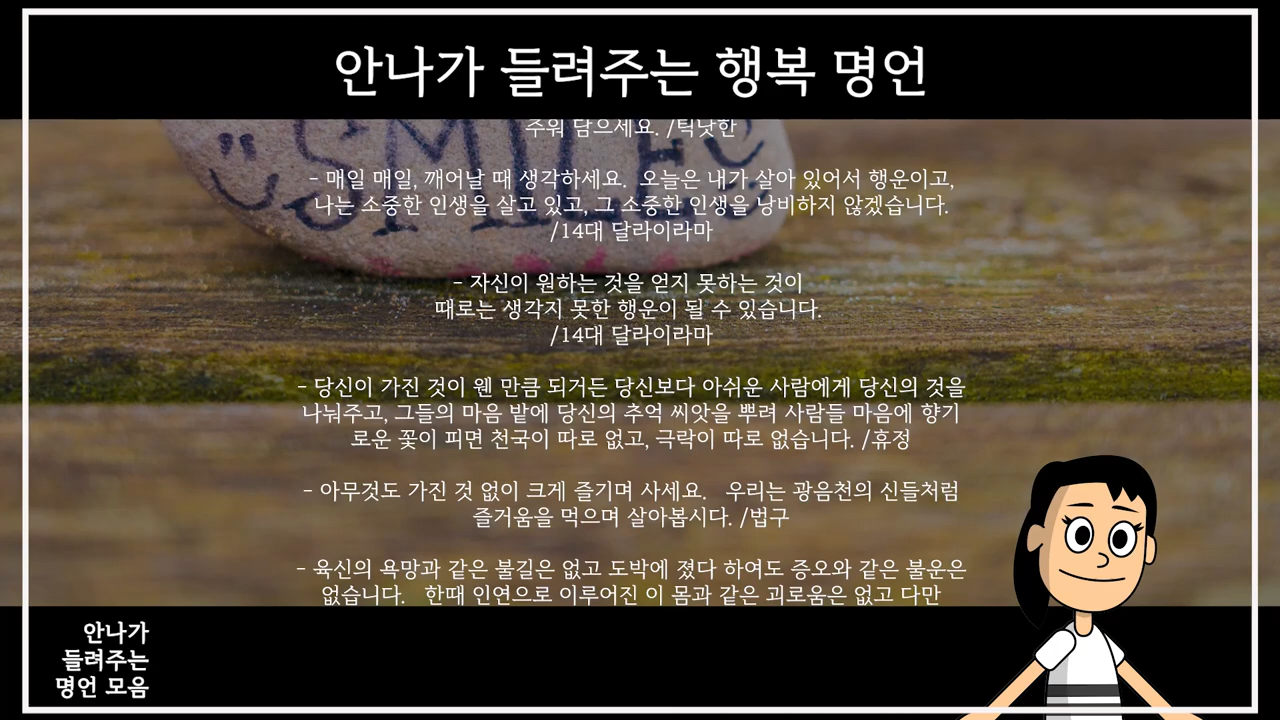 안나가 들려주는 행복 명언
주워 담으세요. /틱낫한
- 매일 매일, 깨어날 때 생각하세요. 오늘은 내가 살아 있어서 행운이고,
나는 소중한 인생을 살고 있고, 그 소중한 인생을 낭비하지 않겠습니다.
/14대 달라이라마
- 자신이 원하는 것을 얻지 못하는 것이
때로는 생각지 못한 행운이 될 수 있습니다.
/14대 달라이라마
- 당신이 가진 것이 웬 만큼 되거든 당신보다 아쉬운 사람에게 당신의 것을
나눠주고, 그들의 마음 밭에 당신의 추억 씨앗을 뿌려 사람들 마음에 향기
로운 꽃이 피면 천국이 따로 없고, 극락이 따로 없습니다. /휴정
- 아무것도 가진 것 없이 크게 즐기며 사세요. 우리는 광음천의 신들처럼
즐거움을 먹으며 살아봅시다. /법구
- 육신의 욕망과 같은 불길은 없고 도박에 졌다 하여도 증오와 같은 불운은
없습니다. 한때 인연으로 이루어진 이 몸과 같은 괴로움은 없고 다만
안나가
들려주는
명언 모음
SMILE